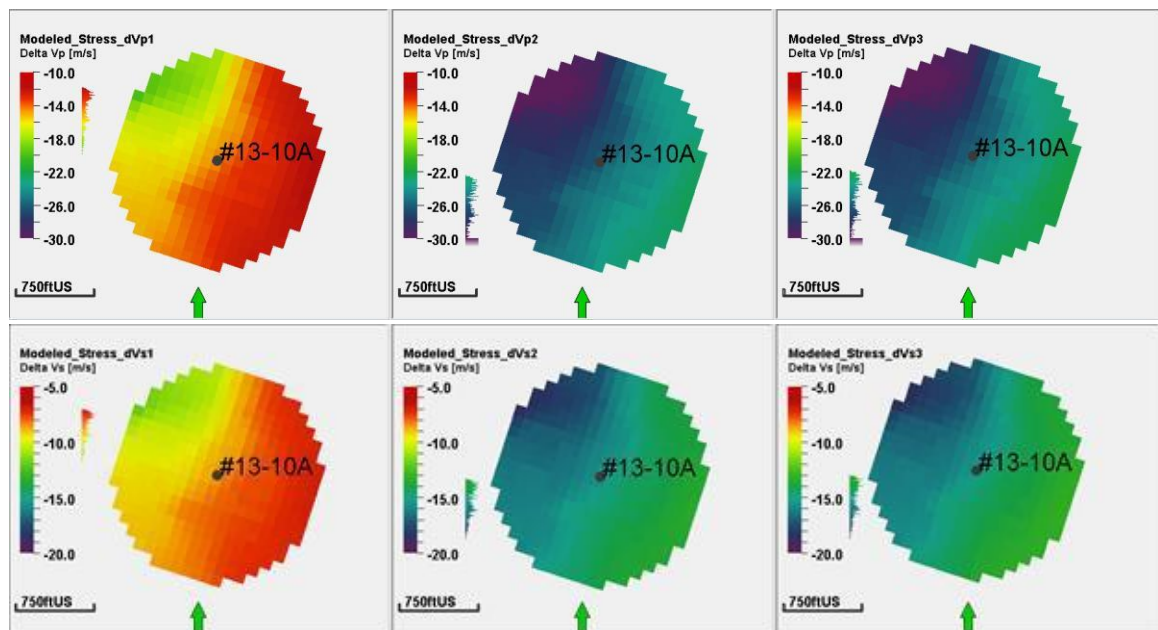 Modeled_Stress_dVp1
Delta Vp [m/s]
-10.0
-14.0
-18.0
-22.0
-26.0
-30.0
#13-10A
750ftUS
Modeled_Stress_dVp2
Delta Vp [m/s]
-10.0
-14.0
-18.0
-22.0
-26.0
-30.0
#13-10A
750ftUS
Modeled_Stress_dVp3
Delta Vp [m/s]
-10.0
-14.0
-18.0
-22.0
-26.0
-30.0
#13-10A
750ftUS
Modeled_Stress_dVs1
Delta Vs [m/s]
-5.0
-10.0
-15.0
-20.0
#13-10A
750ftUS
Modeled_Stress_dVs2
Delta Vs [m/s]
-5.0
-10.0
-15.0
-20.0
#13-10A
750ftUS
Modeled_Stress_dVs3
Delta Vs [m/s]
-5.0
-10.0
-15.0
-20.0
#13-10A
750ftUS